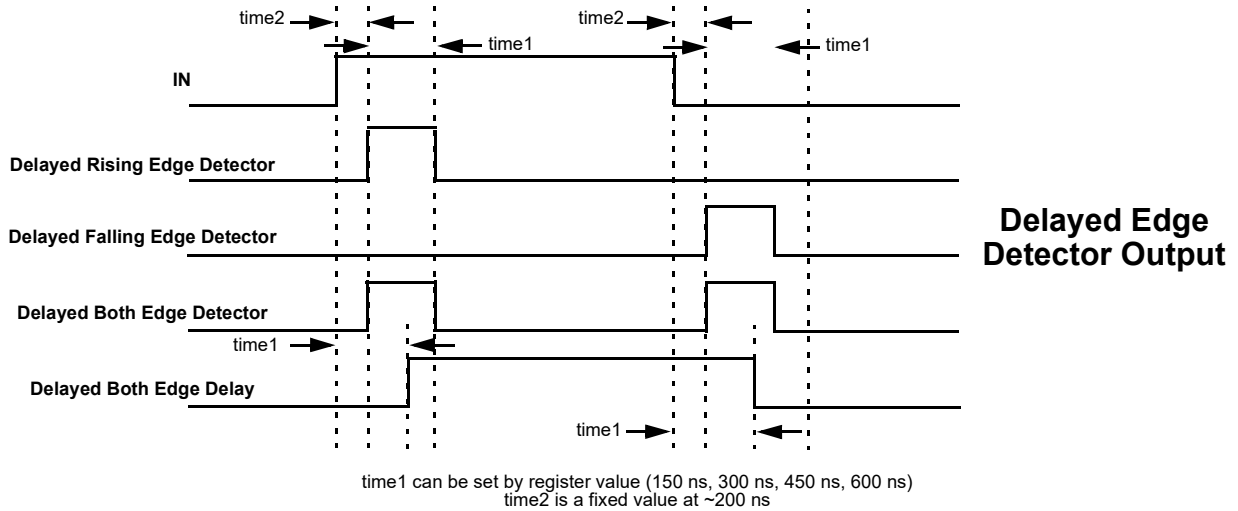 time2
time2
time1
time1
IN
Delayed Rising Edge Detector
Delayed Falling Edge Detector
Delayed Edge
Detector Output
Delayed Both Edge Detector
time1
Delayed Both Edge Delay
time1
time1 can be set by register value (150 ns, 300 ns, 450 ns, 600 ns)
time2 is a fixed value at ~200 ns